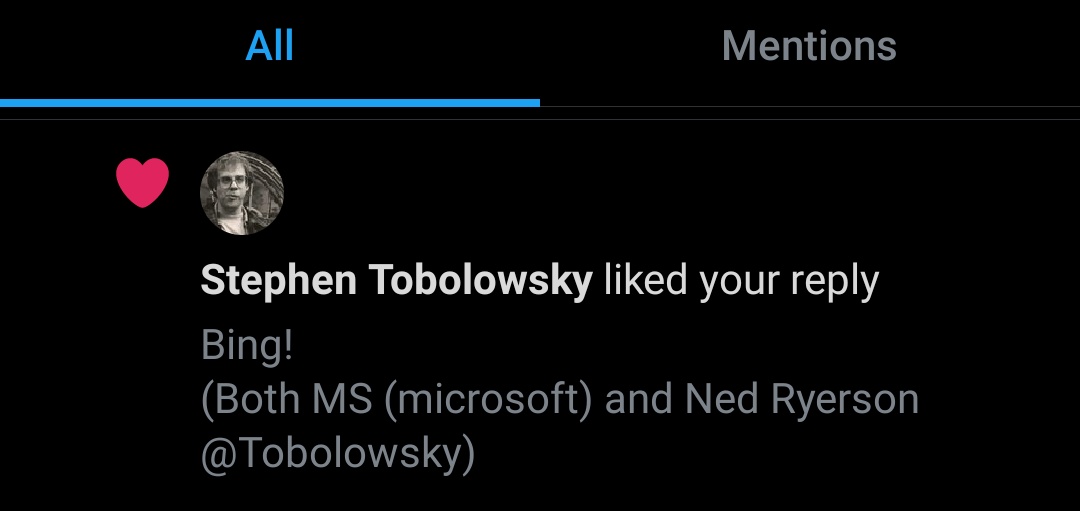 All
Mentions
Stephen Tobolowsky liked your reply
Bing!
(Both MS (microsoft) and Ned Ryerson
@Tobolowsky)